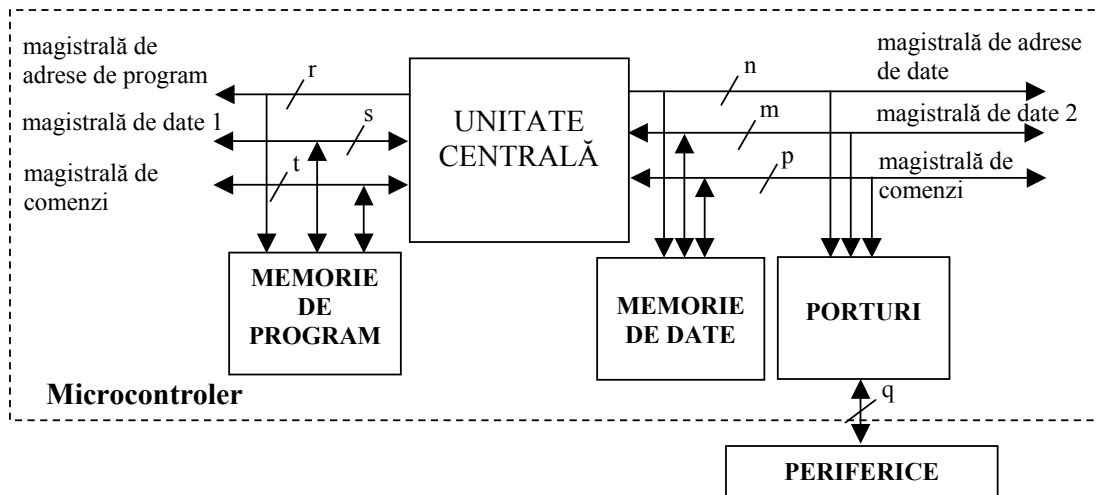 magistrală de
adrese de program
r
magistrală de date 1
s
magistrală de
comenzi
t
UNITATE
CENTRALĂ
n
magistrală de adrese
de date
m
magistrală de date 2
p
magistrală de
comenzi
MEMORIE
DE
PROGRAM
MEMORIE
DE DATE
PORTURI
Microcontroler
q
PERIFERICE